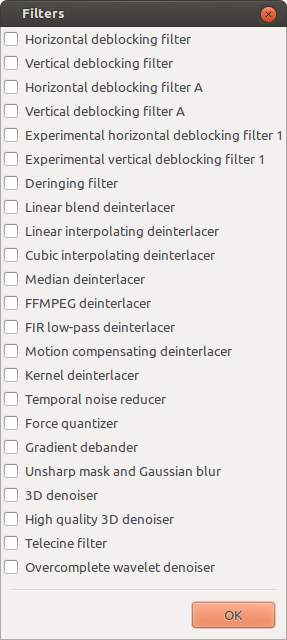 Filters
Horizontal deblocking filter
Vertical deblocking filter
Horizontal deblocking filter A
Vertical deblocking filter A
Experimental horizontal deblocking filter 1
Experimental vertical deblocking filter 1
Deringing filter
Linear blend deinterlacer
Linear interpolating deinterlacer
Cubic interpolating deinterlacer
Median deinterlacer
FFMPEG deinterlacer
FIR low-pass deinterlacer
Motion compensating deinterlacer
Kernel deinterlacer
Temporal noise reducer
Force quantizer
Gradient debander
Unsharp mask and Gaussian blur
3D denoiser
High quality 3D denoiser
Telecine filter
Overcomplete wavelet denoiser
OK